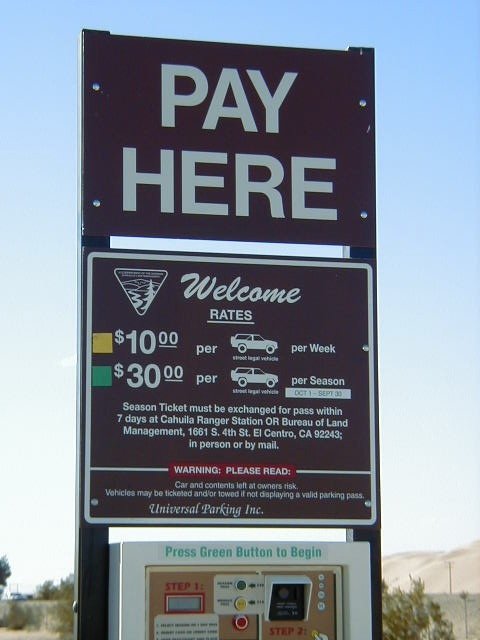 PAY
HERE
Welcome
RATES
$10 00 per street legal vehicle per Week
$30 00 per street legal vehicle per Season
OCT 1 - SEPT 30
Season Ticket must be exchanged for pass within
7 days at Cahuila Ranger Station OR Bureau of Land
Management, 1661 S. 4th St. El Centro, CA 92243;
in person or by mail.
WARNING: PLEASE READ:
Car and contents left at owners risk.
Vehicles may be ticketed and/or towed if not displaying a valid parking pass.
Universal Parking Inc.
Press Green Button to Begin
STEP 1:
STEP 2: